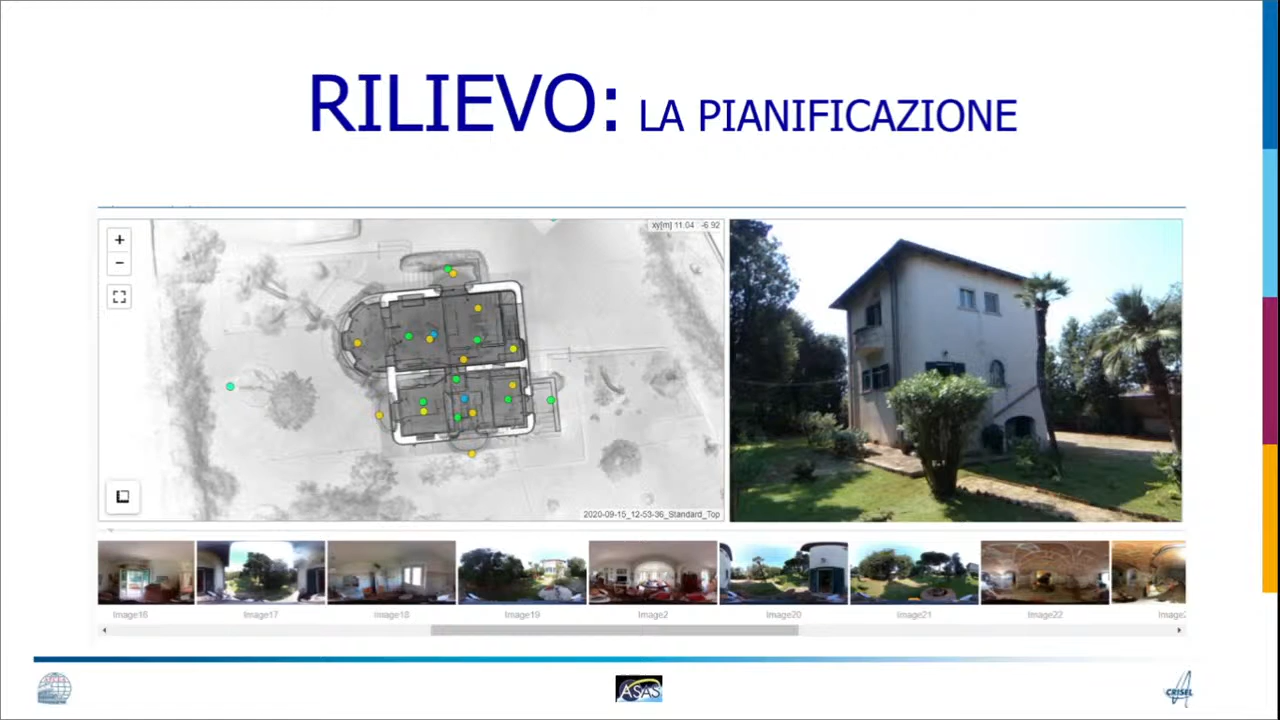 RILIEVO: LA PIANIFICAZIONE
+
xy[m] 11.04 -6.92
−
2020-09-15_12-53-36_Standard_Top
Image16 Image17 Image18 Image19 Image2 Image20 Image21 Image22
ASAS
CRISEL